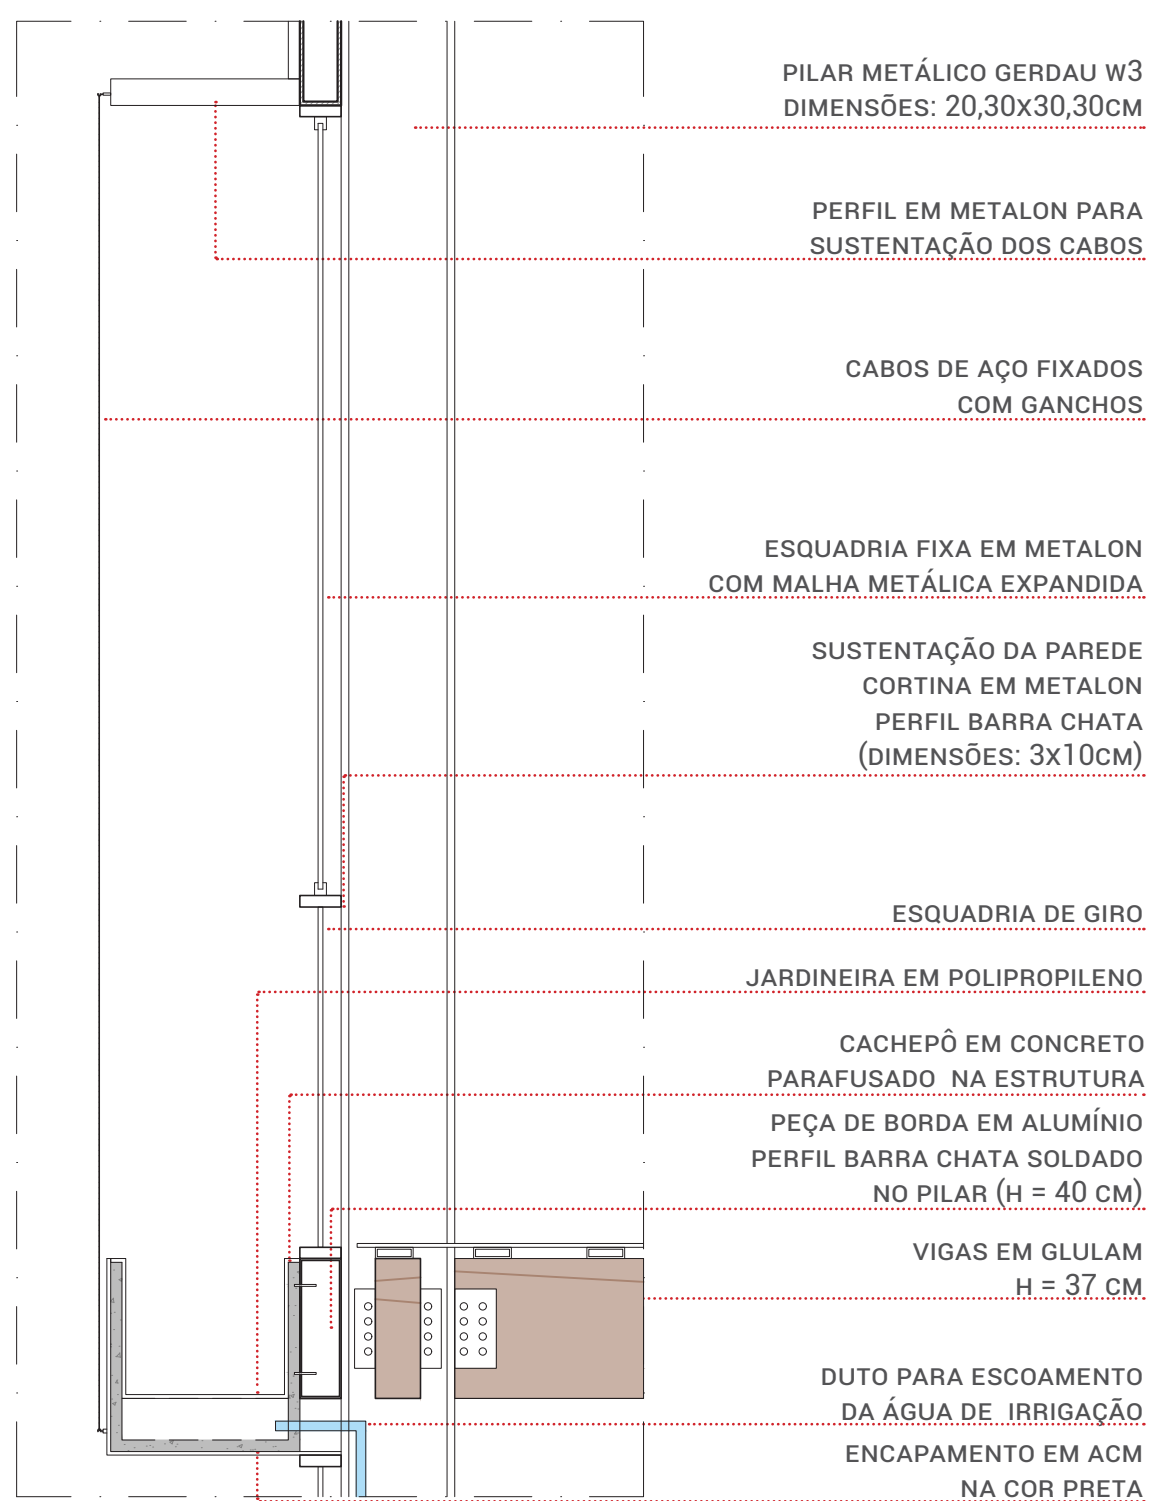 PILAR METÁLICO GERDAU W3
DIMENSÕES: 20,30X30,30CM
PERFIL EM METALON PARA
SUSTENTAÇÃO DOS CABOS
CABOS DE AÇO FIXADOS
COM GANCHOS
ESQUADRIA FIXA EM METALON
COM MALHA METÁLICA EXPANDIDA
SUSTENTAÇÃO DA PAREDE
CORTINA EM METALON
PERFIL BARRA CHATA
(DIMENSÕES: 3X10CM)
ESQUADRIA DE GIRO
JARDINEIRA EM POLIPROPILENO
CACHEPÔ EM CONCRETO
PARAFUSADO NA ESTRUTURA
PEÇA DE BORDA EM ALUMÍNIO
PERFIL BARRA CHATA SOLDADO
NO PILAR (H = 40 CM)
VIGAS EM GLULAM
H = 37 CM
DUTO PARA ESCOAMENTO
DA ÁGUA DE IRRIGAÇÃO
ENCAPAMENTO EM ACM
NA COR PRETA